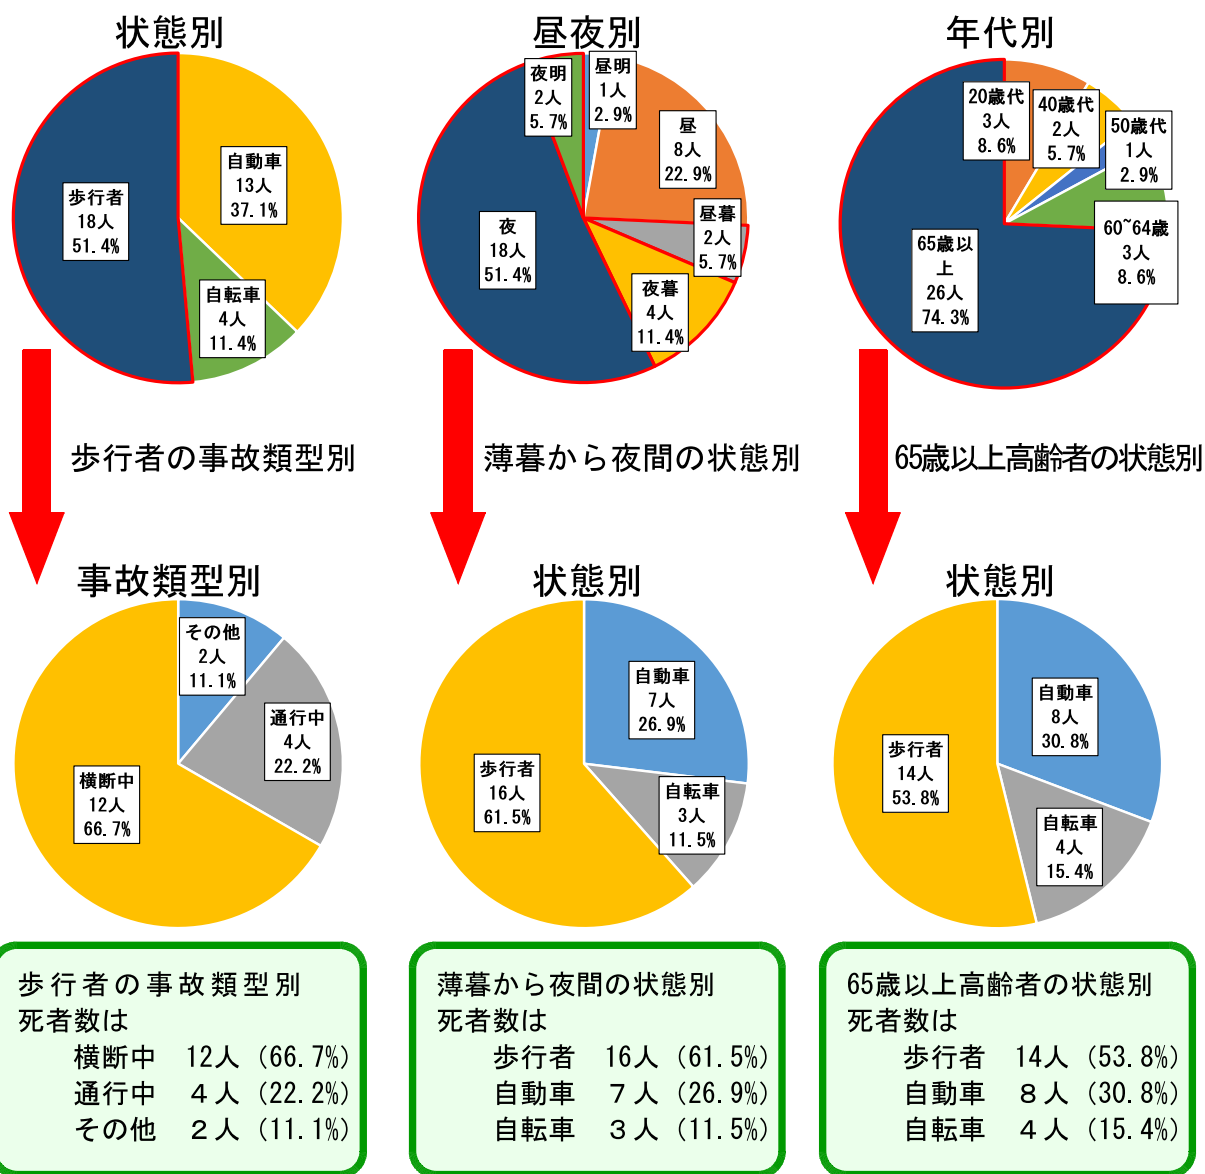 状態別
自動車
13人
37.1%
歩行者
18人
51.4%
自転車
4人
11.4%
昼夜別
夜明
2人
5.7%
昼明
1人
2.9%
昼
8人
22.9%
昼暮
2人
5.7%
夜
18人
51.4%
夜暮
4人
11.4%
年代別
20歳代
3人
8.6%
40歳代
2人
5.7%
50歳代
1人
2.9%
60~64歳
3人
8.6%
65歳以
上
26人
74.3%
歩行者の事故類型別
薄暮から夜間の状態別
65歳以上高齢者の状態別
事故類型別
その他
2人
11.1%
通行中
4人
22.2%
横断中
12人
66.7%
状態別
自動車
7人
26.9%
歩行者
16人
61.5%
自転車
3人
11.5%
状態別
自動車
8人
30.8%
歩行者
14人
53.8%
自転車
4人
15.4%
歩行者の事故類型別
死者数は
横断中 12人 (66.7%)
通行中 4人 (22.2%)
その他 2人 (11.1%)
薄暮から夜間の状態別
死者数は
歩行者 16人 (61.5%)
自動車 7人 (26.9%)
自転車 3人 (11.5%)
65歳以上高齢者の状態別
死者数は
歩行者 14人 (53.8%)
自動車 8人 (30.8%)
自転車 4人 (15.4%)